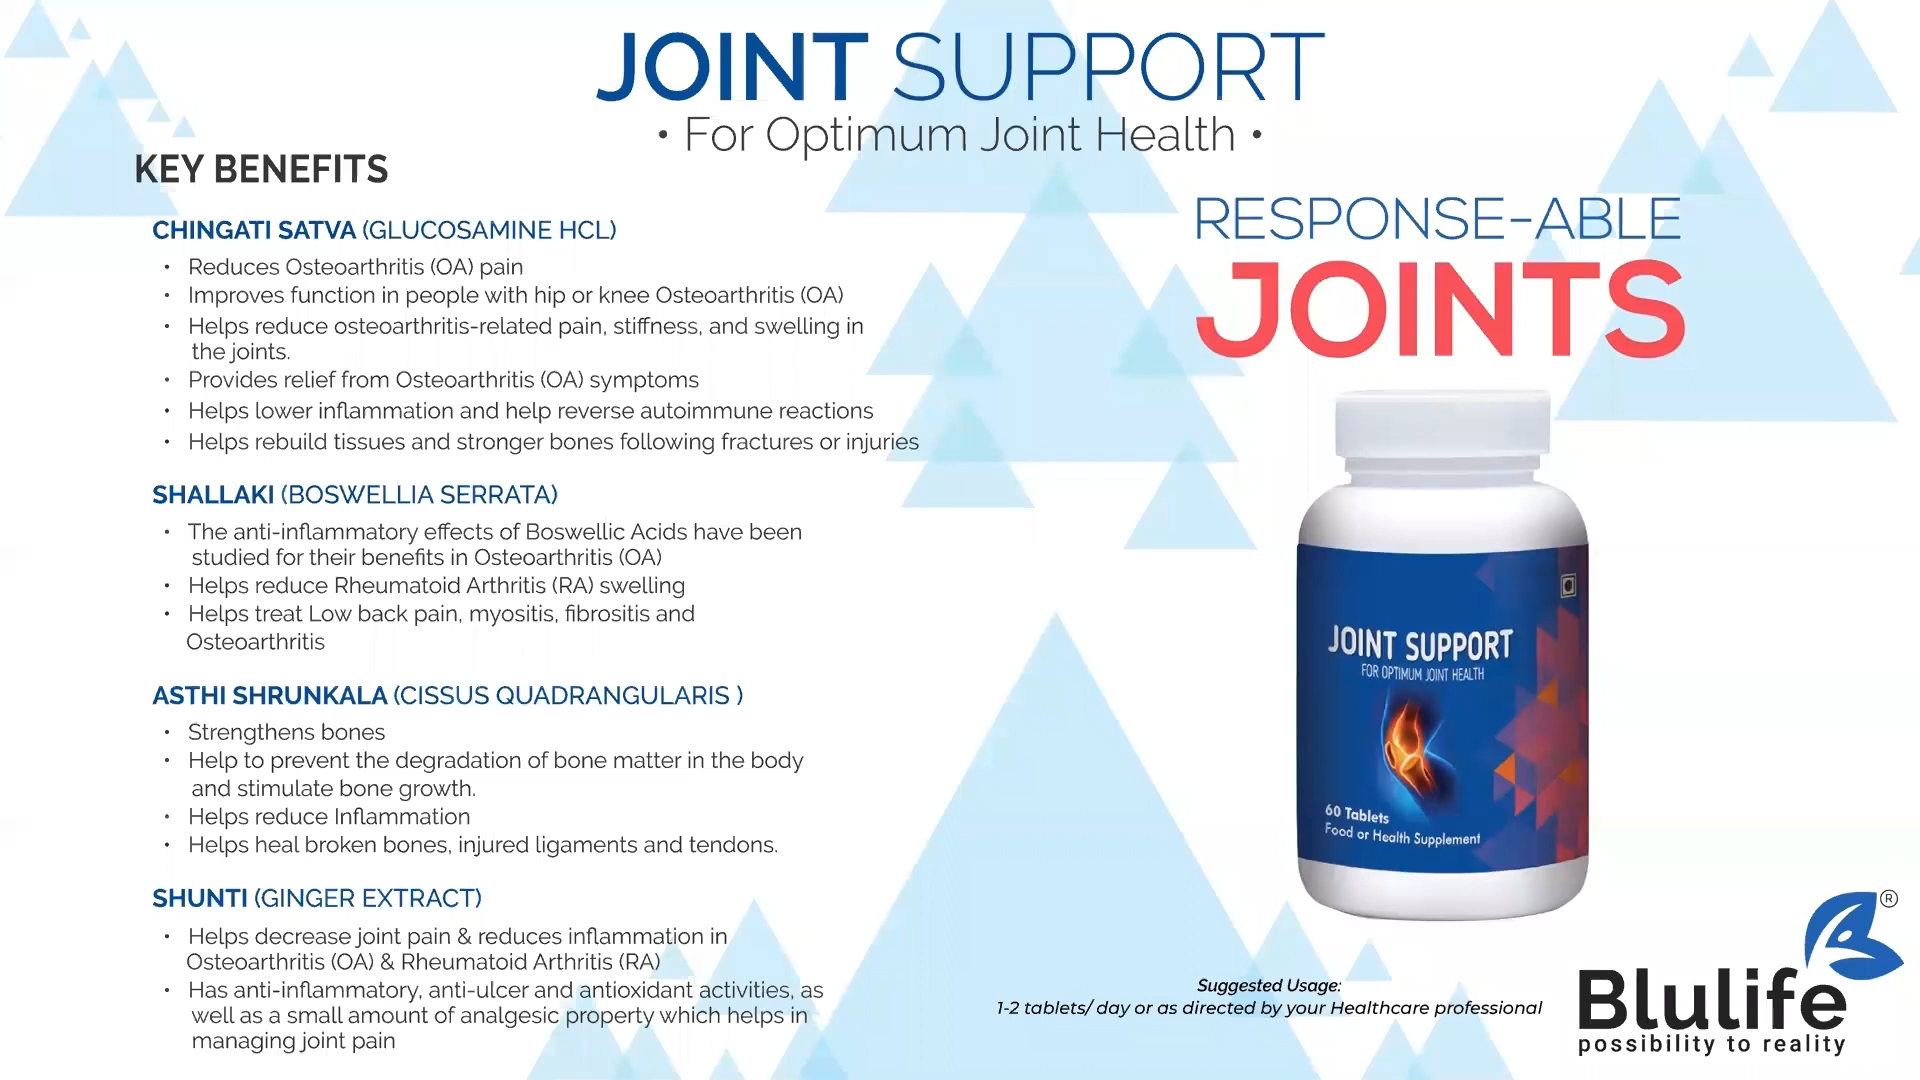 JOINT SUPPORT
• For Optimum Joint Health •
KEY BENEFITS
CHINGATI SATVA (GLUCOSAMINE HCL)
• Reduces Osteoarthritis (OA) pain
• Improves function in people with hip or knee Osteoarthritis (OA)
• Helps reduce osteoarthritis-related pain, stiffness, and swelling in
the joints.
• Provides relief from Osteoarthritis (OA) symptoms
• Helps lower inflammation and help reverse autoimmune reactions
• Helps rebuild tissues and stronger bones following fractures or injuries
SHALLAKI (BOSWELLIA SERRATA)
• The anti-inflammatory effects of Boswellic Acids have been
studied for their benefits in Osteoarthritis (OA)
• Helps reduce Rheumatoid Arthritis (RA) swelling
• Helps treat Low back pain, myositis, fibrositis and
Osteoarthritis
ASTHI SHRUNKALA (CISSUS QUADRANGULARIS )
• Strengthens bones
• Help to prevent the degradation of bone matter in the body
and stimulate bone growth.
• Helps reduce Inflammation
• Helps heal broken bones, injured ligaments and tendons.
SHUNTI (GINGER EXTRACT)
• Helps decrease joint pain & reduces inflammation in
Osteoarthritis (OA) & Rheumatoid Arthritis (RA)
• Has anti-inflammatory, anti-ulcer and antioxidant activities, as
well as a small amount of analgesic property which helps in
managing joint pain
RESPONSE-ABLE
JOINTS
JOINT SUPPORT
FOR OPTIMUM JOINT HEALTH
60 Tablets
Food or Health Supplement
Suggested Usage:
1-2 tablets/ day or as directed by your Healthcare professional
®
Blulife
possibility to reality